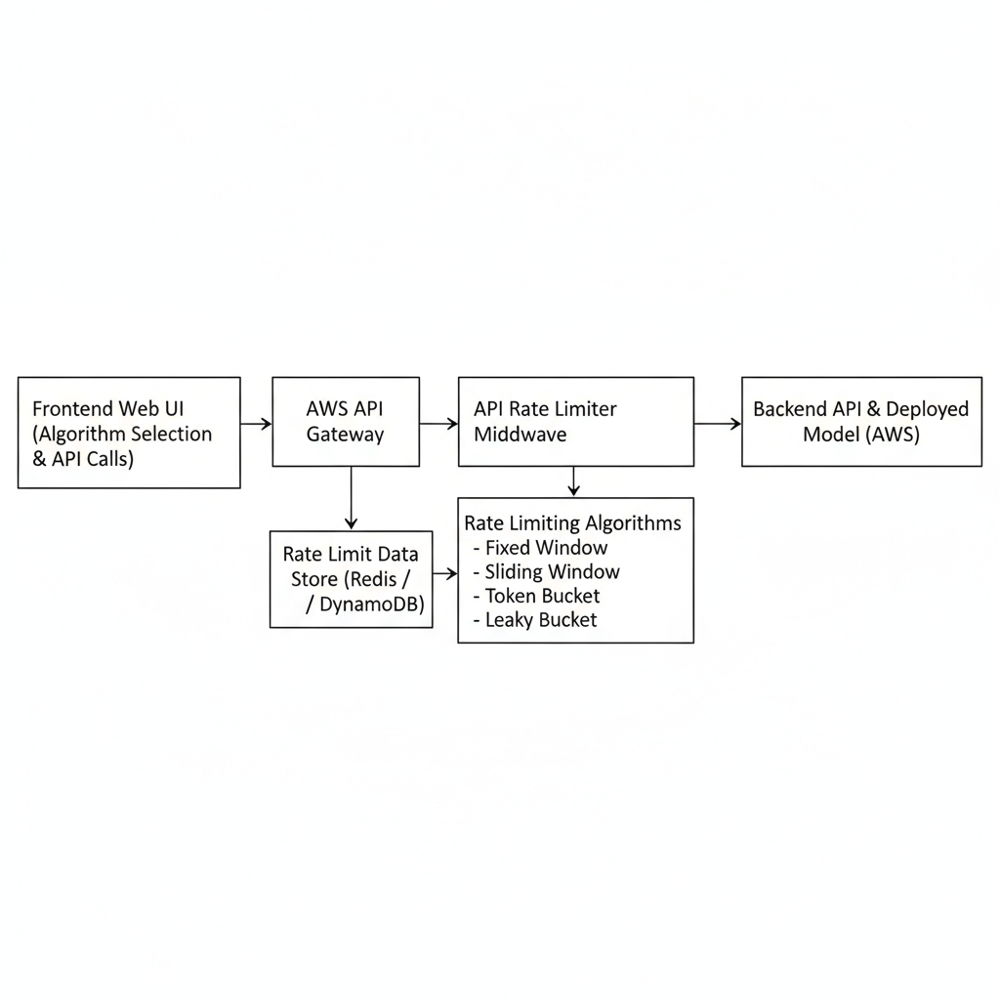 Frontend Web UI
(Algorithm Selection
& API Calls)
AWS API
Gateway
API Rate Limiter
Middwave
Backend API & Deployed
Model (AWS)
Rate Limit Data
Store (Redis /
/ DynamoDB)
Rate Limiting Algorithms
- Fixed Window
- Sliding Window
- Token Bucket
- Leaky Bucket